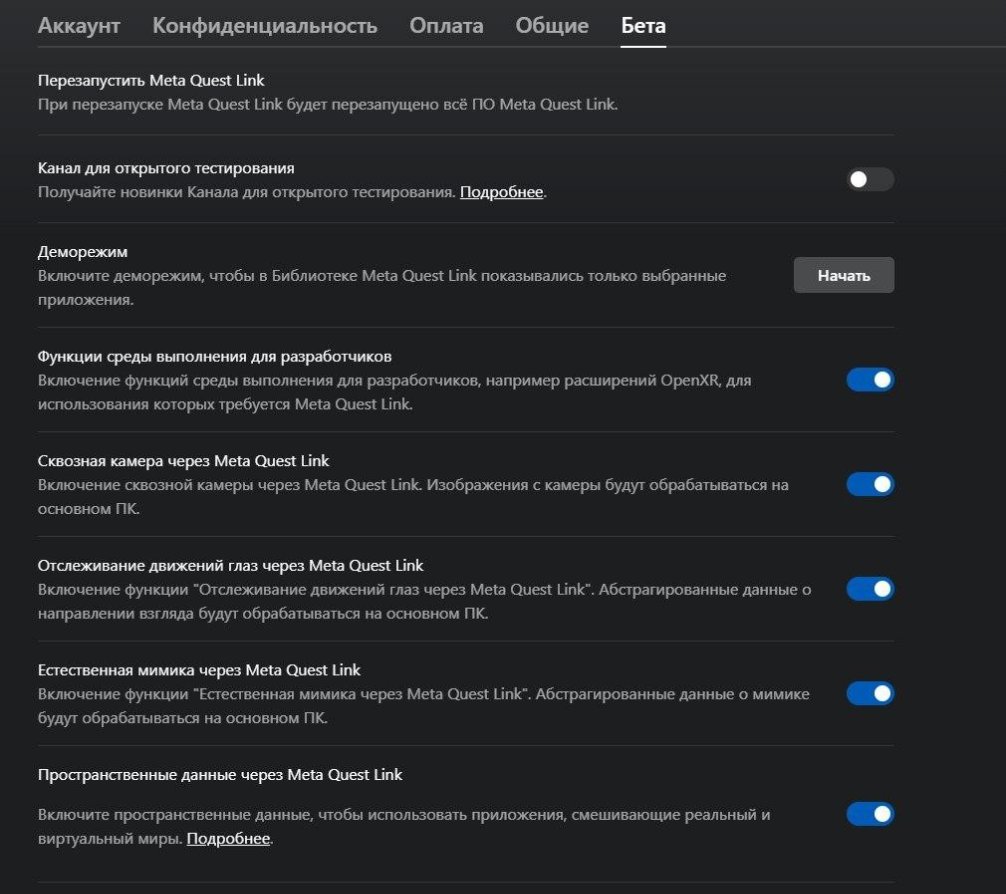 Аккаунт Конфиденциальность Оплата Общие Бета
Перезапустить Meta Quest Link
При перезапуске Meta Quest Link будет перезапущено всё ПО Meta Quest Link.
Канал для открытого тестирования
Получайте новинки Канала для открытого тестирования. Подробнее.
Деморежим
Включите деморежим, чтобы в Библиотеке Meta Quest Link показывались только выбранные
приложения.
Начать
Функции среды выполнения для разработчиков
Включение функций среды выполнения для разработчиков, например расширений OpenXR, для
использования которых требуется Meta Quest Link.
Сквозная камера через Meta Quest Link
Включение сквозной камеры через Meta Quest Link. Изображения с камеры будут обрабатываться на
основном ПК.
Отслеживание движений глаз через Meta Quest Link
Включение функции "Отслеживание движений глаз через Meta Quest Link". Абстрагированные данные о
направлении взгляда будут обрабатываться на основном ПК.
Естественная мимика через Meta Quest Link
Включение функции "Естественная мимика через Meta Quest Link". Абстрагированные данные о мимике
будут обрабатываться на основном ПК.
Пространственные данные через Meta Quest Link
Включите пространственные данные, чтобы использовать приложения, смешивающие реальный и
виртуальный миры. Подробнее.